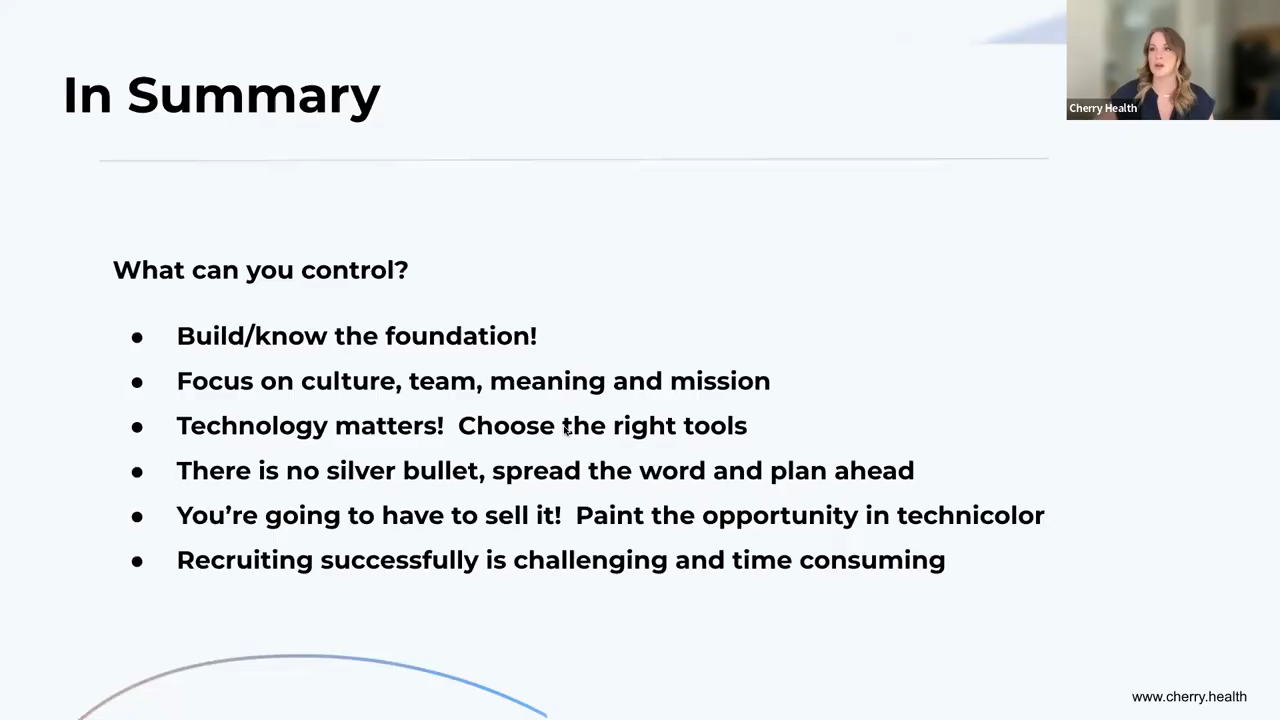 In Summary
Cherry Health
What can you control?
● Build/know the foundation!
● Focus on culture, team, meaning and mission
● Technology matters!  Choose the right tools
● There is no silver bullet, spread the word and plan ahead
● You’re going to have to sell it!  Paint the opportunity in technicolor
● Recruiting successfully is challenging and time consuming
www.cherry.health